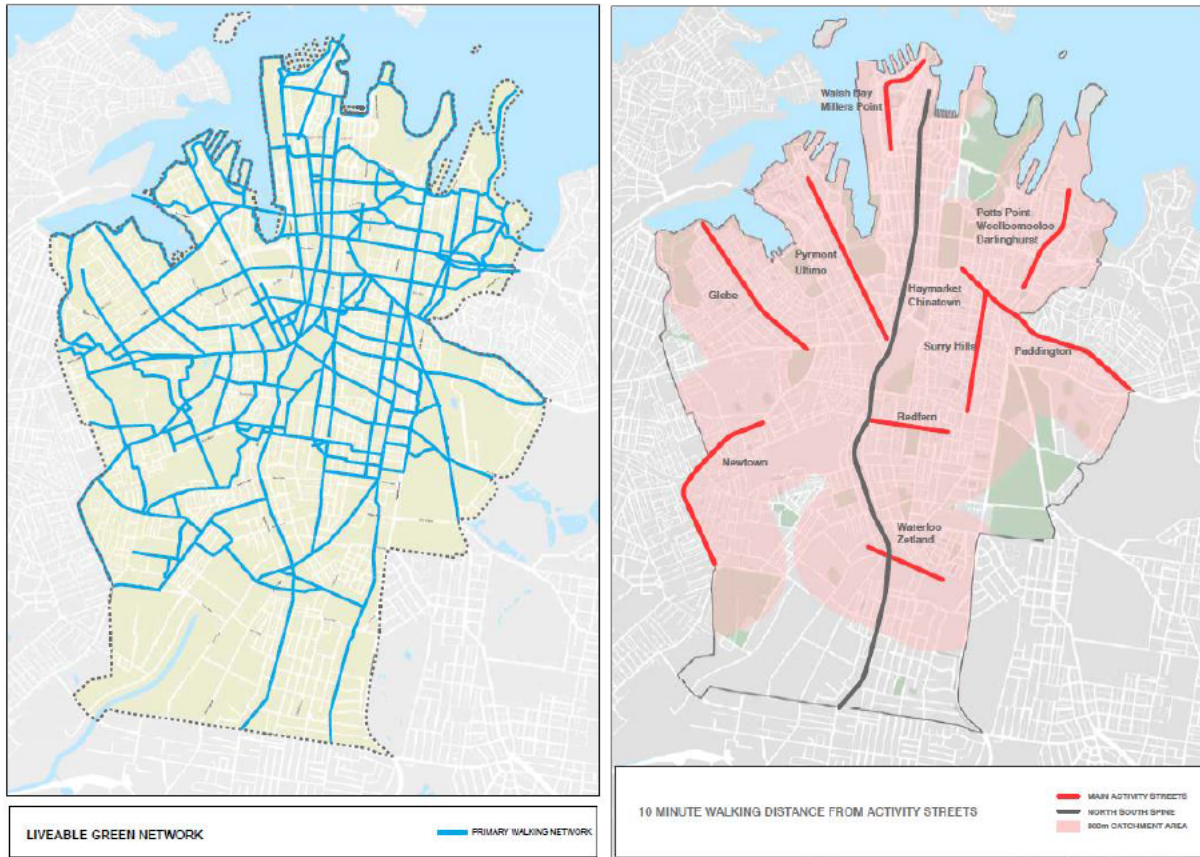 LIVEABLE GREEN NETWORK
PRIMARY WALKING NETWORK
Walsh Bay
Millers Point
Potts Point
Woolloomooloo
Darlinghurst
Pyrmont
Ultimo
Glebe
Haymarket
Chinatown
Surry Hills
Paddington
Redfern
Newtown
Waterloo
Zetland
10 MINUTE WALKING DISTANCE FROM ACTIVITY STREETS
MAIN ACTIVITY STREETS
NORTH SOUTH SPINE
800m CATCHMENT AREA